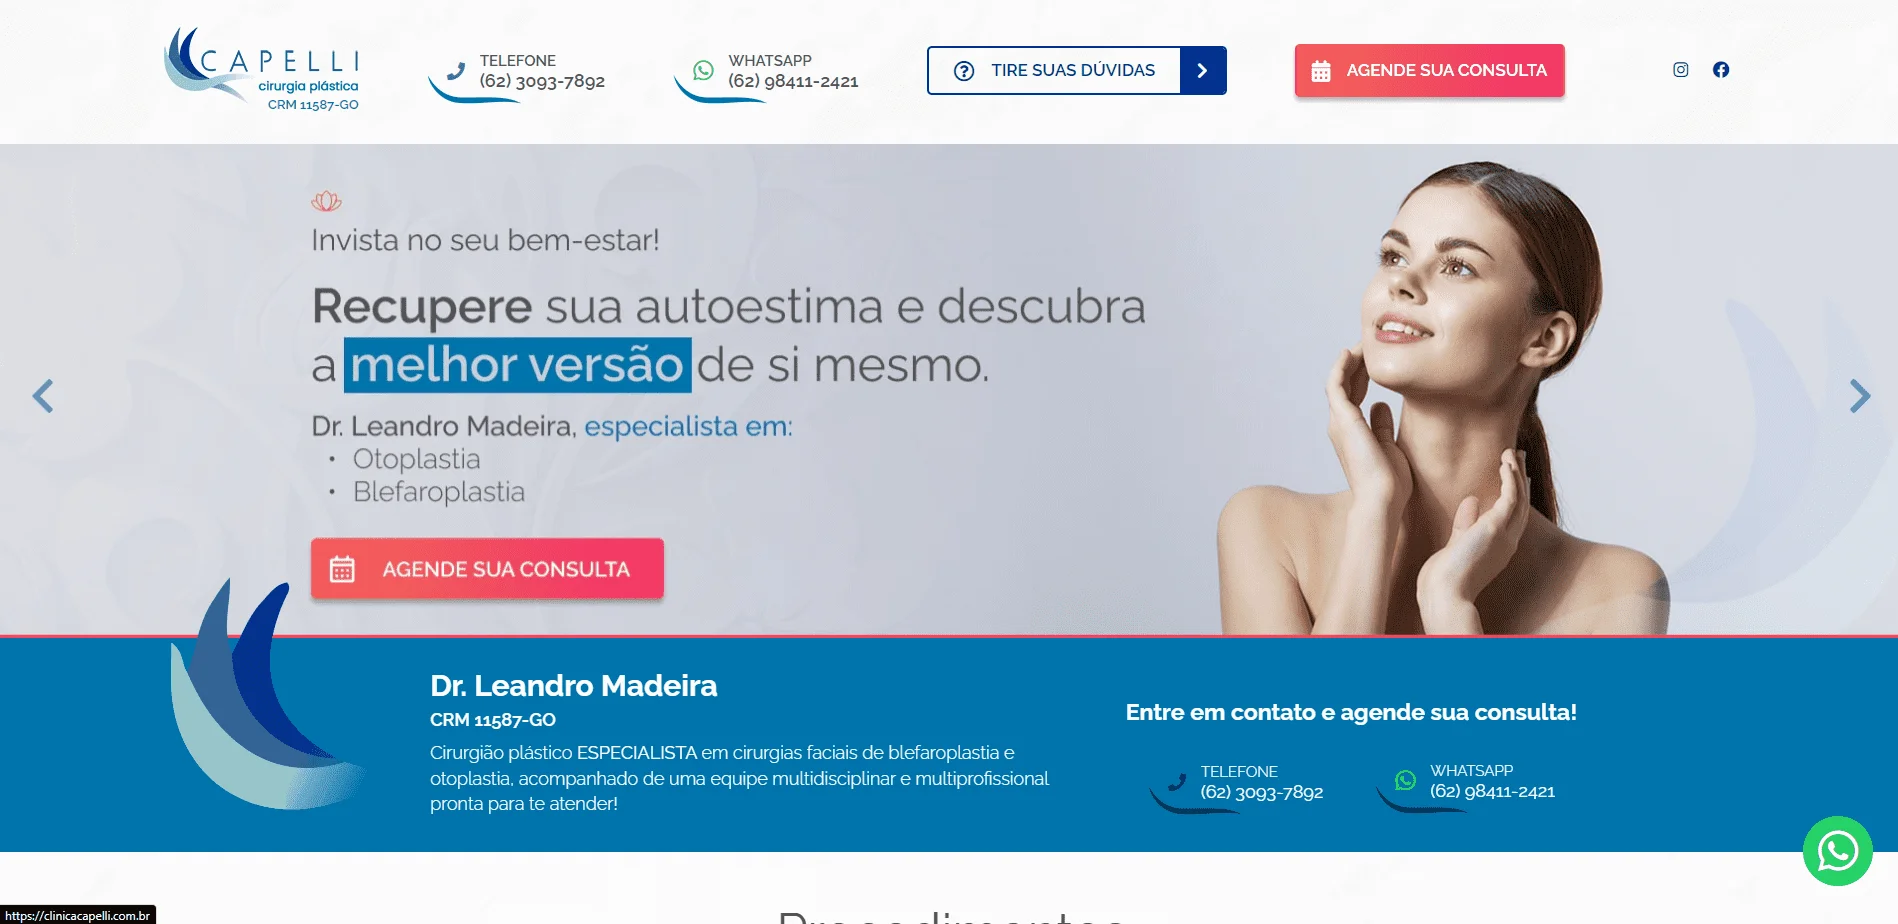 CAPELLI
cirurgia plástica
CRM 11587-GO
TELEFONE
(62) 3093-7892
WHATSAPP
(62) 98411-2421
TIRE SUAS DÚVIDAS
AGENDE SUA CONSULTA
Invista no seu bem-estar!
Recupere sua autoestima e descubra
a melhor versão de si mesmo.
Dr. Leandro Madeira, especialista em:
• Otoplastia
• Blefaroplastia
AGENDE SUA CONSULTA
Dr. Leandro Madeira
CRM 11587-GO
Cirurgião plástico ESPECIALISTA em cirurgias faciais de blefaroplastia e
otoplastia, acompanhado de uma equipe multidisciplinar e multiprofissional
pronta para te atender!
Entre em contato e agende sua consulta!
TELEFONE
(62) 3093-7892
WHATSAPP
(62) 98411-2421
Procedimentos
https://clinicacapelli.com.br